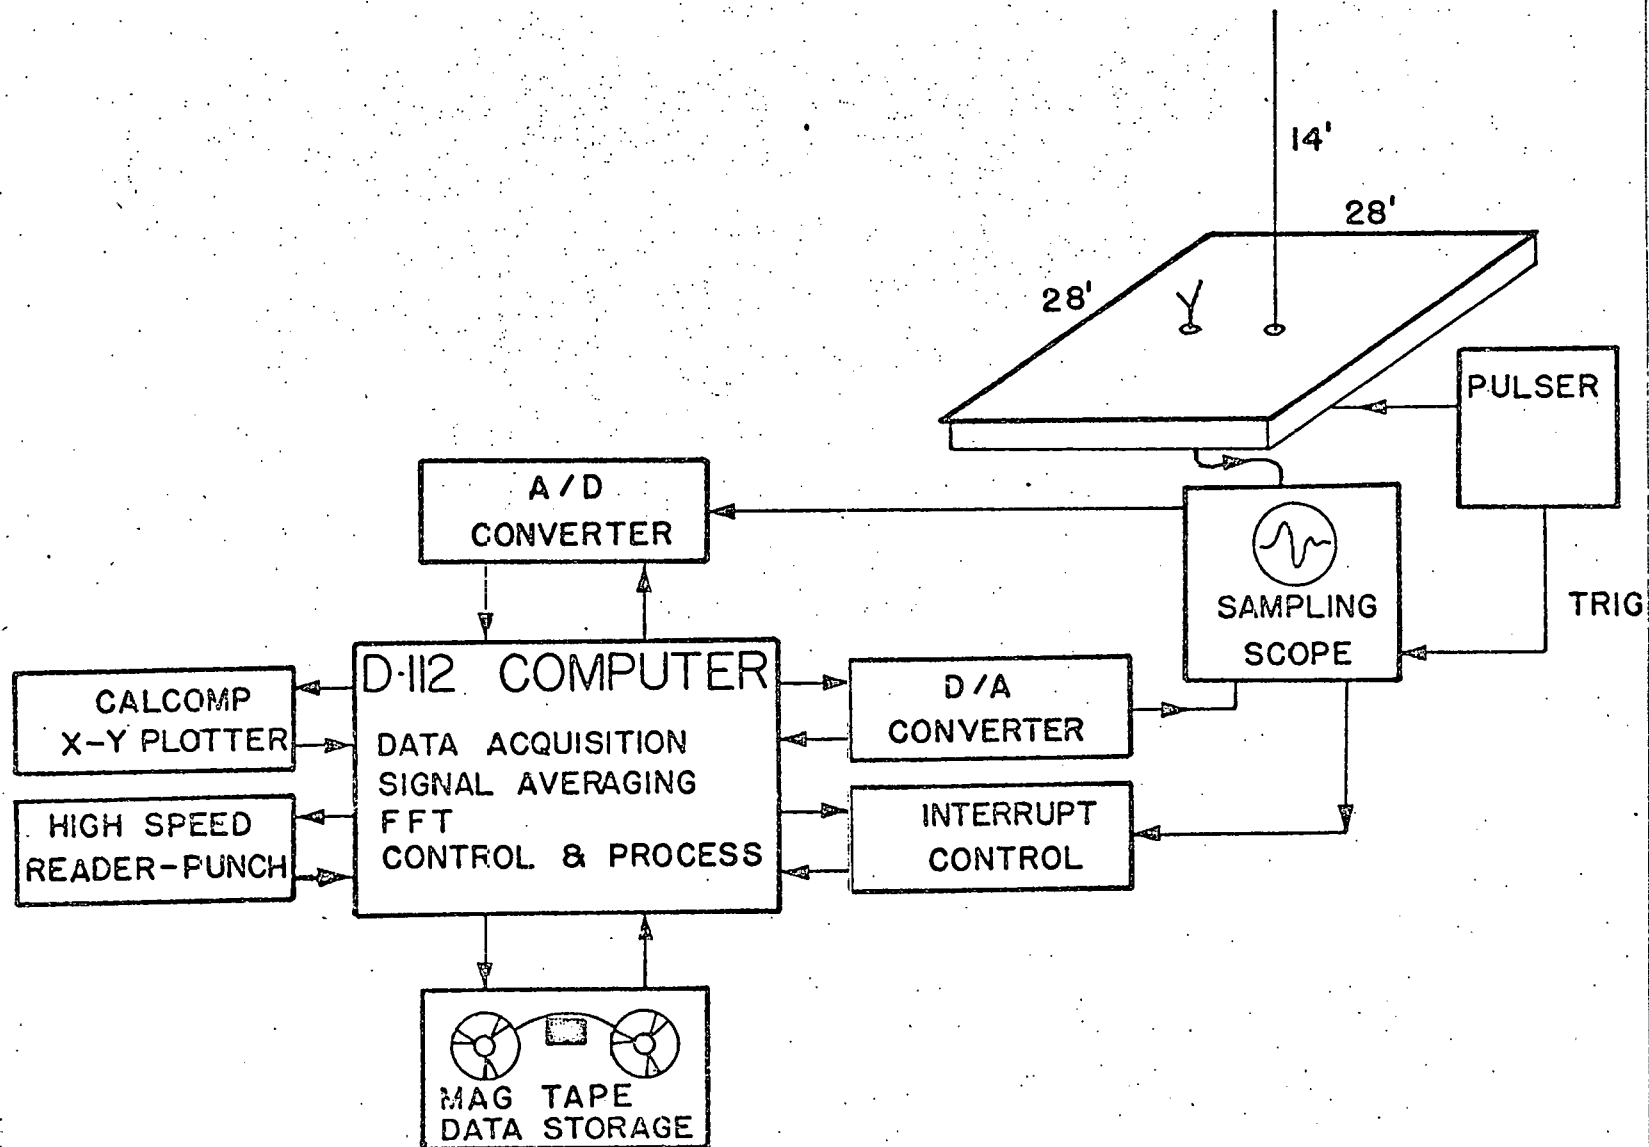 14'
28'
28'
PULSER
A/D
CONVERTER
SAMPLING
SCOPE
TRIG
D·112 COMPUTER
DATA ACQUISITION
SIGNAL AVERAGING
FFT
CONTROL & PROCESS
CALCOMP
X-Y PLOTTER
D/A
CONVERTER
HIGH SPEED
READER-PUNCH
INTERRUPT
CONTROL
MAG TAPE
DATA STORAGE